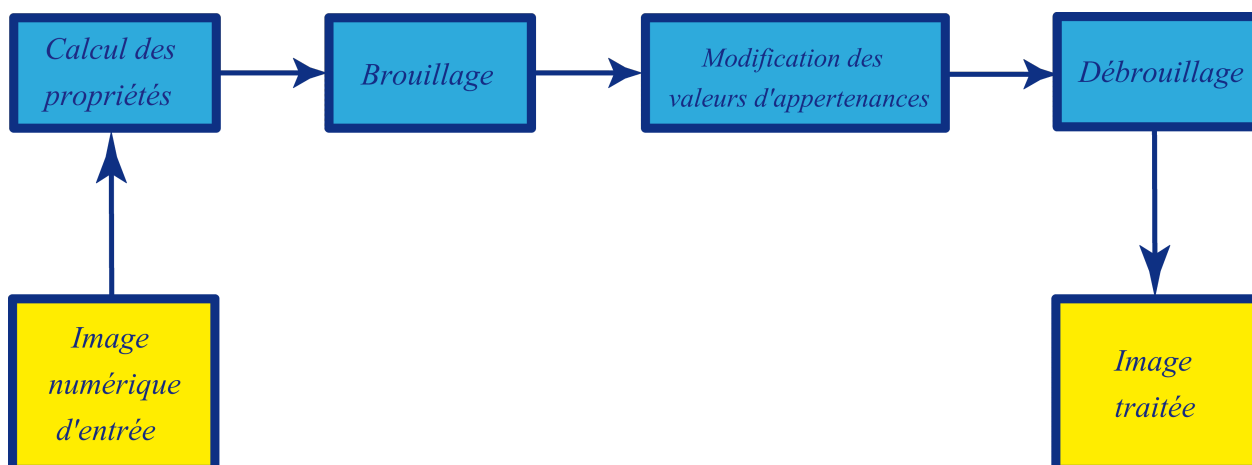 Calcul des
propriétés
Brouillage
Modification des
valeurs d'appertenances
Débrouillage
Image
numérique
d'entrée
Image
traitée